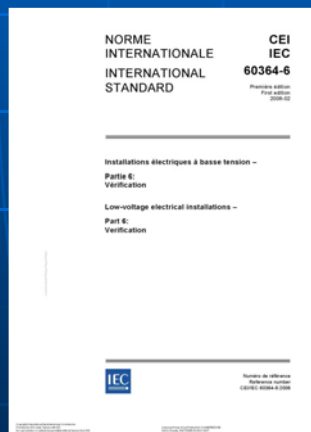 NORME
INTERNATIONALE
CEI
IEC
INTERNATIONAL
STANDARD
60364-6
Première édition
First edition
2006-02
Installations électriques à basse tension –
Partie 6:
Vérification
Low-voltage electrical installations –
Part 6:
Verification
IEC
Numéro de référence
Reference number
CEI/IEC 60364-6:2006